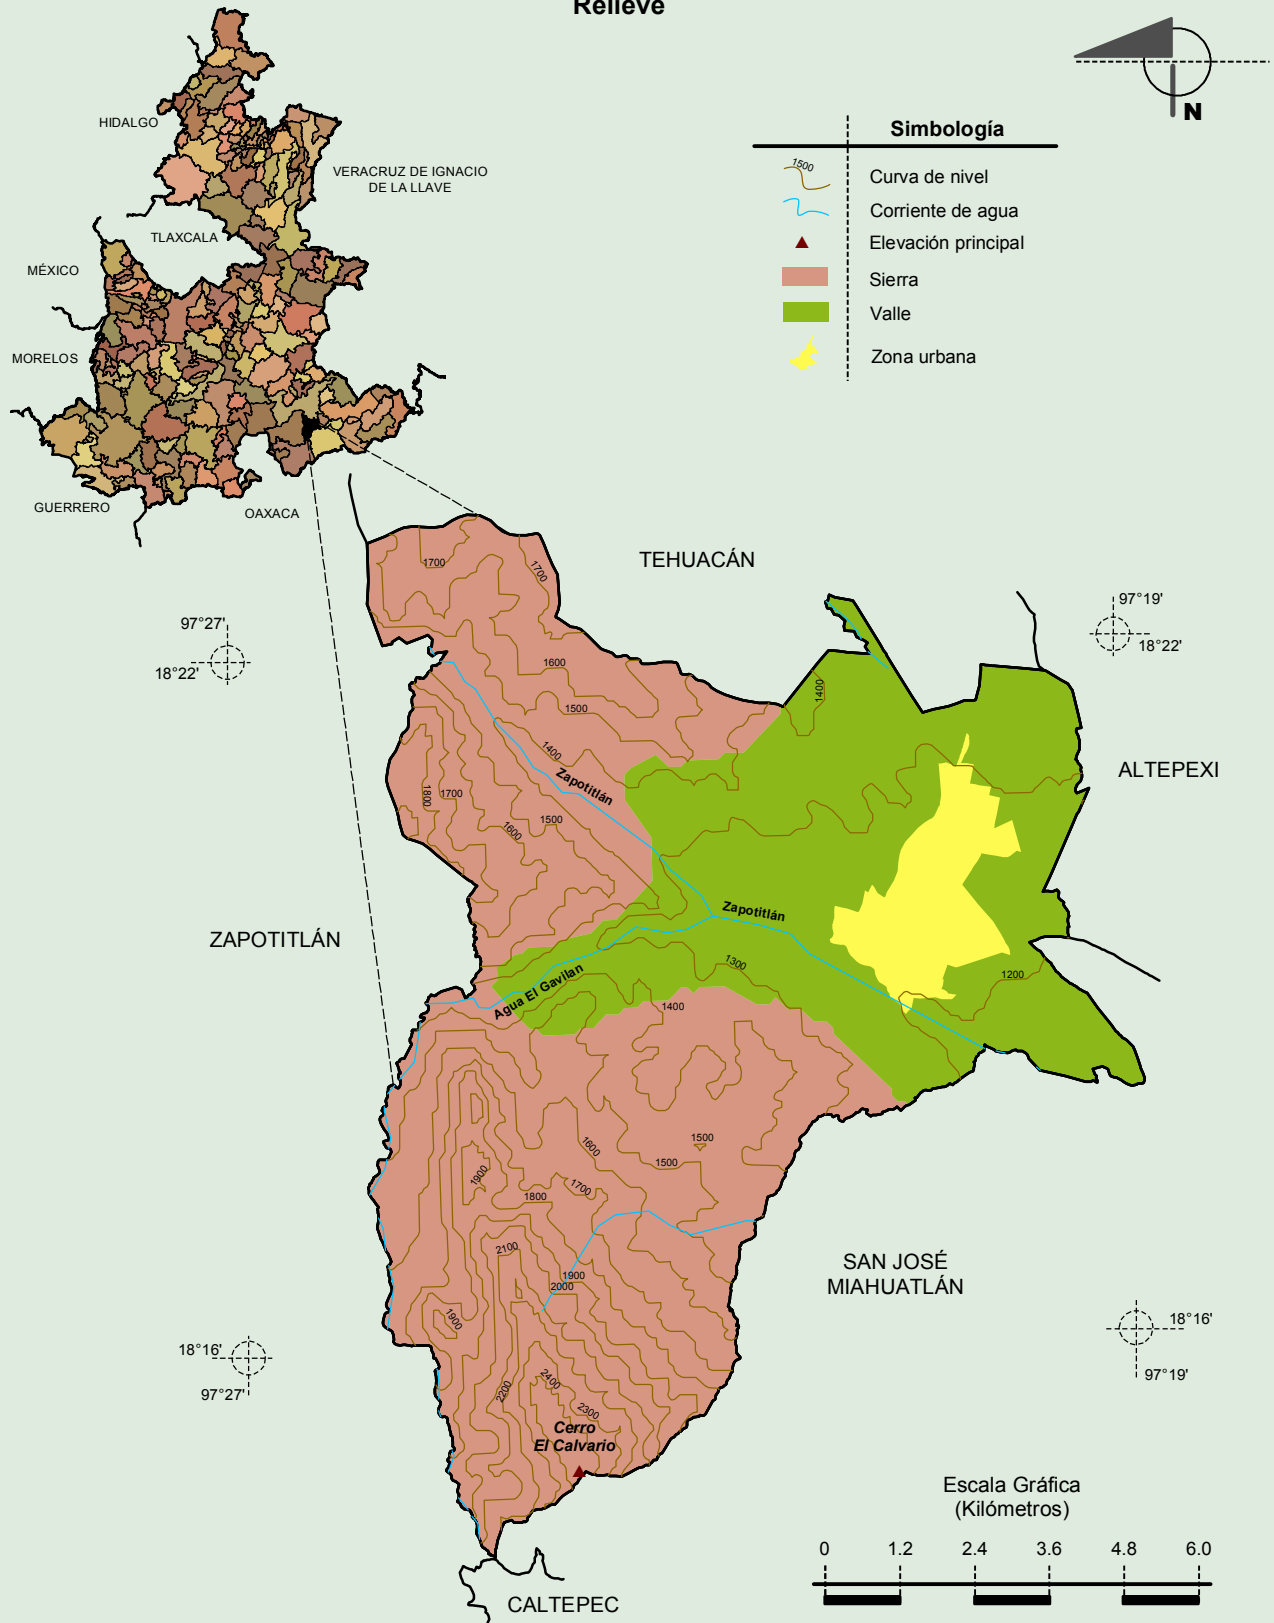 Relieve
N
Simbología
1500
Curva de nivel
Corriente de agua
Elevación principal
Sierra
Valle
Zona urbana
HIDALGO
VERACRUZ DE IGNACIO
DE LA LLAVE
TLAXCALA
MÉXICO
MORELOS
GUERRERO
OAXACA
TEHUACÁN
97°27'
18°22'
97°19'
18°22'
1700
1700
1600
1500
1400
1400
Zapotitlán
ALTEPEXI
1800
1700
1600
1500
Zapotitlán
ZAPOTITLÁN
1300
1200
Agua El Gavilan
1400
1600
1500
1500
1900
1700
1800
2100
1900
2000
1900
SAN JOSÉ
MIAHUATLÁN
18°16'
97°27'
18°16'
97°19'
2200
2400
2300
Cerro
El Calvario
Escala Gráfica
(Kilómetros)
0 1.2 2.4 3.6 4.8 6.0
CALTEPEC